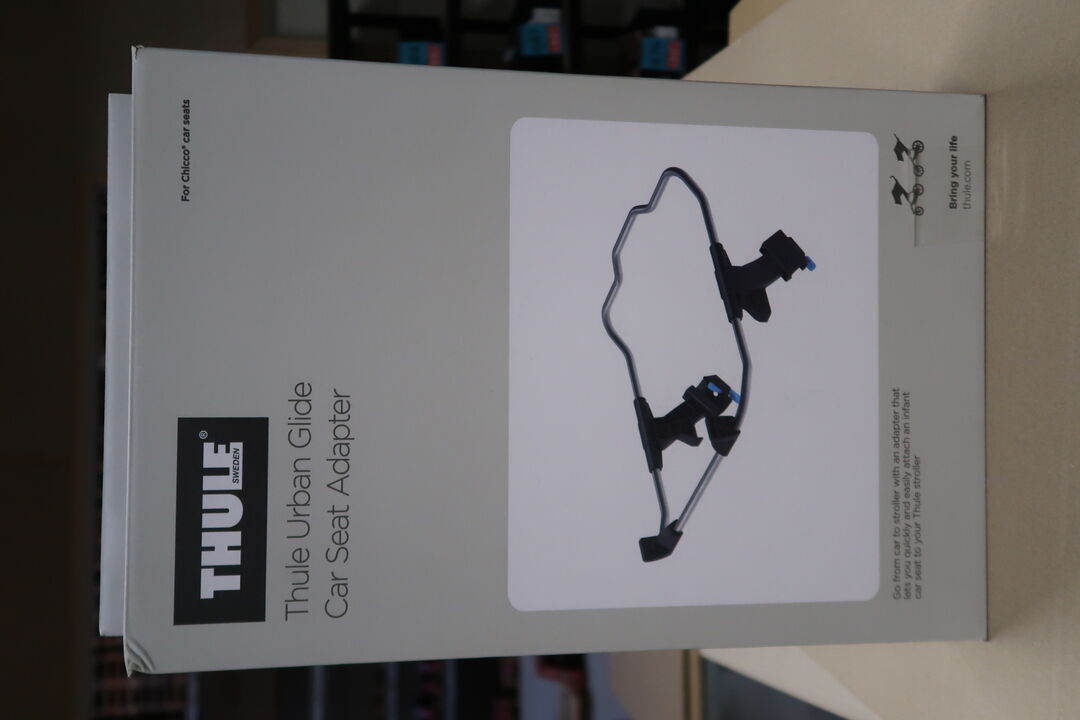 THULE®
SWEDEN
For Chicco® car seats
Thule Urban Glide
Car Seat Adapter
Go from car to stroller with an adapter that
lets you quickly and easily attach an infant
car seat to your Thule stroller
Bring your life
thule.com